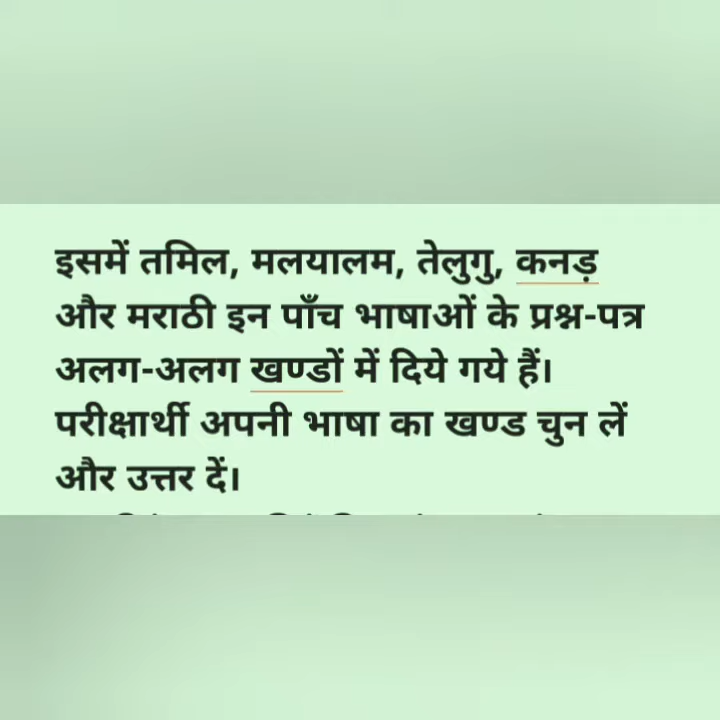 इसमें तमिल, मलयालम, तेलुगु, कनड़
और मराठी इन पाँच भाषाओं के प्रश्न-पत्र
अलग-अलग खण्डों में दिये गये हैं।
परीक्षार्थी अपनी भाषा का खण्ड चुन लें
और उत्तर दें।